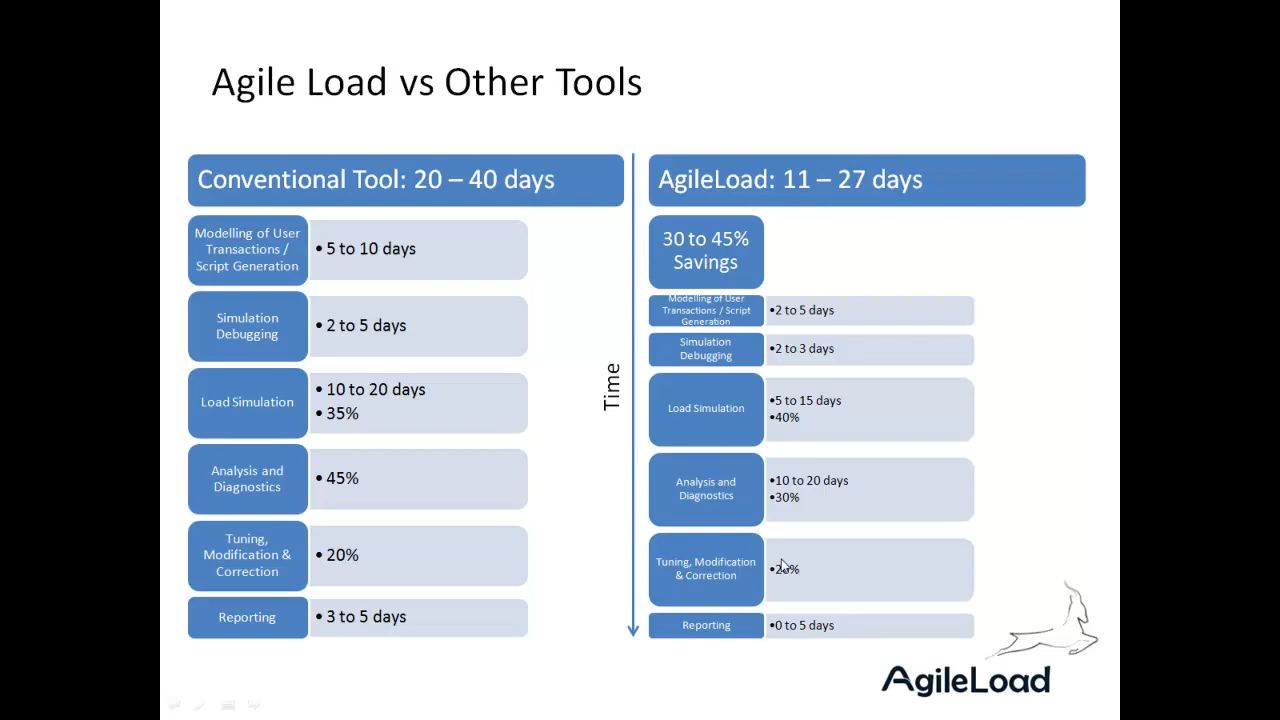 Agile Load vs Other Tools
Conventional Tool: 20 – 40 days
Modelling of User
Transactions /
Script Generation
• 5 to 10 days
Simulation
Debugging
• 2 to 5 days
Load Simulation
• 10 to 20 days
• 35%
Analysis and
Diagnostics
• 45%
Tuning,
Modification &
Correction
• 20%
Reporting
• 3 to 5 days
Time
AgileLoad: 11 – 27 days
30 to 45%
Savings
Modelling of User
Transactions / Script
Generation
•2 to 5 days
Simulation
Debugging
•2 to 3 days
Load Simulation
•5 to 15 days
•40%
Analysis and
Diagnostics
•10 to 20 days
•30%
Tuning, Modification
& Correction
Reporting
•0 to 5 days
AgileLoad